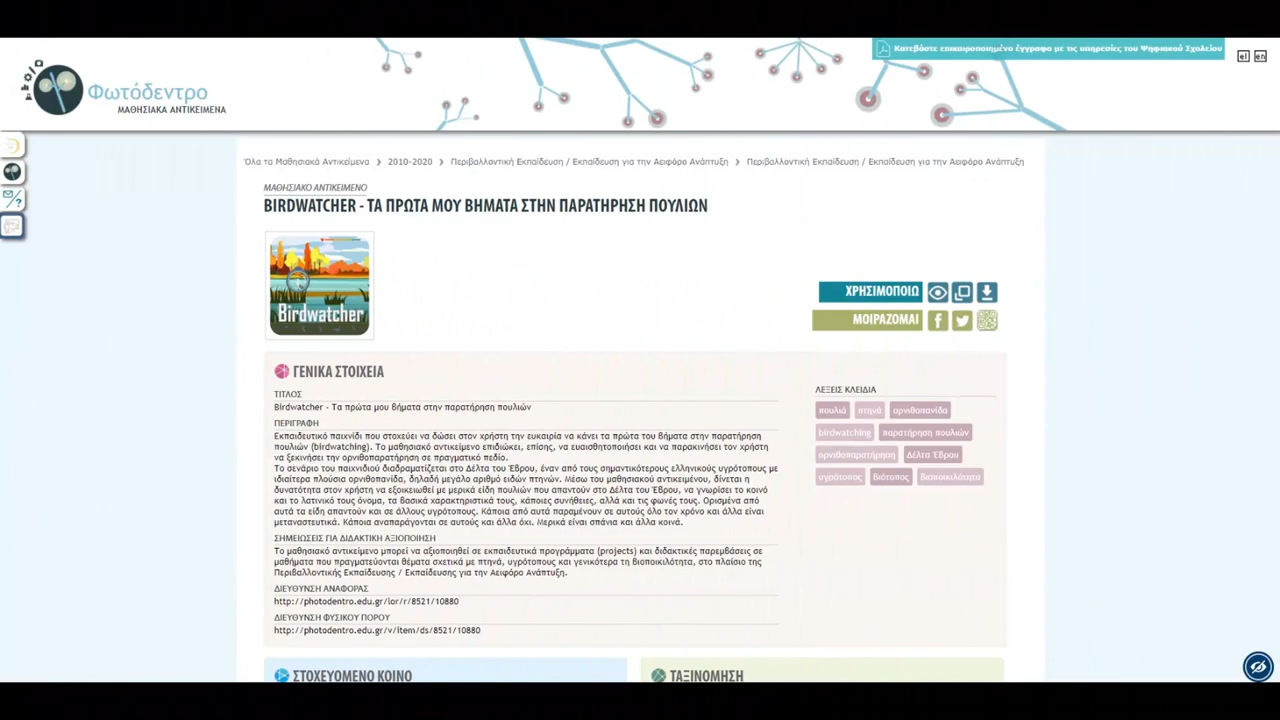 Κατεβάστε επικαιροποιημένο έγγραφο με τις υπηρεσίες του Ψηφιακού Σχολείου
el en
Φωτόδεντρο
ΜΑΘΗΣΙΑΚΑ ΑΝΤΙΚΕΙΜΕΝΑ
Όλα τα Μαθησιακά Αντικείμενα > 2010-2020 > Περιβαλλοντική Εκπαίδευση / Εκπαίδευση για την Αειφόρο Ανάπτυξη > Περιβαλλοντική Εκπαίδευση / Εκπαίδευση για την Αειφόρο Ανάπτυξη
ΜΑΘΗΣΙΑΚΟ ΑΝΤΙΚΕΙΜΕΝΟ
BIRDWATCHER - ΤΑ ΠΡΩΤΑ ΜΟΥ ΒΗΜΑΤΑ ΣΤΗΝ ΠΑΡΑΤΗΡΗΣΗ ΠΟΥΛΙΩΝ
Birdwatcher
ΧΡΗΣΙΜΟΠΟΙΩ
ΜΟΙΡΑΖΟΜΑΙ
ΓΕΝΙΚΑ ΣΤΟΙΧΕΙΑ
ΤΙΤΛΟΣ
Birdwatcher - Τα πρώτα μου βήματα στην παρατήρηση πουλιών
ΠΕΡΙΓΡΑΦΗ
Εκπαιδευτικό παιχνίδι που στοχεύει να δώσει στον χρήστη την ευκαιρία να κάνει τα πρώτα του βήματα στην παρατήρηση
πουλιών (birdwatching). Το μαθησιακό αντικείμενο επιδιώκει, επίσης, να ευαισθητοποιήσει και να παρακινήσει τον χρήστη
να ξεκινήσει την ορνιθοπαρατήρηση σε πραγματικό πεδίο.
Το σενάριο του παιχνιδιού διαδραματίζεται στο Δέλτα του Έβρου, έναν από τους σημαντικότερους ελληνικούς υγρότοπους με
ιδιαίτερα πλούσια ορνιθοπανίδα, δηλαδή μεγάλο αριθμό ειδών πτηνών. Μέσω του μαθησιακού αντικειμένου, δίνεται η
δυνατότητα στον χρήστη να εξοικειωθεί με μερικά είδη πουλιών που απαντούν στο Δέλτα του Έβρου, να γνωρίσει το κοινό
και το λατινικό τους όνομα, τα βασικά χαρακτηριστικά τους, κάποιες συνήθειες, αλλά και τις φωνές τους. Ορισμένα από
αυτά τα είδη απαντούν και σε άλλους υγρότοπους. Κάποια από αυτά παραμένουν σε αυτούς όλο τον χρόνο και άλλα είναι
μεταναστευτικά. Κάποια αναπαράγονται σε αυτούς και άλλα όχι. Μερικά είναι σπάνια και άλλα κοινά.
ΣΗΜΕΙΩΣΕΙΣ ΓΙΑ ΔΙΔΑΚΤΙΚΗ ΑΞΙΟΠΟΙΗΣΗ
Το μαθησιακό αντικείμενο μπορεί να αξιοποιηθεί σε εκπαιδευτικά προγράμματα (projects) και διδακτικές παρεμβάσεις σε
μαθήματα που πραγματεύονται θέματα σχετικά με πτηνά, υγρότοπους και γενικότερα τη βιοποικιλότητα, στο πλαίσιο της
Περιβαλλοντικής Εκπαίδευσης / Εκπαίδευσης για την Αειφόρο Ανάπτυξη.
ΔΙΕΥΘΥΝΣΗ ΑΝΑΦΟΡΑΣ
http://photodentro.edu.gr/lor/r/8521/10880
ΔΙΕΥΘΥΝΣΗ ΦΥΣΙΚΟΥ ΠΟΡΟΥ
http://photodentro.edu.gr/v/item/ds/8521/10880
ΛΕΞΕΙΣ ΚΛΕΙΔΙΑ
πουλιά πτηνά ορνιθοπανίδα
birdwatching παρατήρηση πουλιών
ορνιθοπαρατήρηση Δέλτα Έβρου
υγρότοπος βιότοπος βιοποικιλότητα
ΣΤΟΧΕΥΟΜΕΝΟ ΚΟΙΝΟ
ΤΑΞΙΝΟΜΗΣΗ